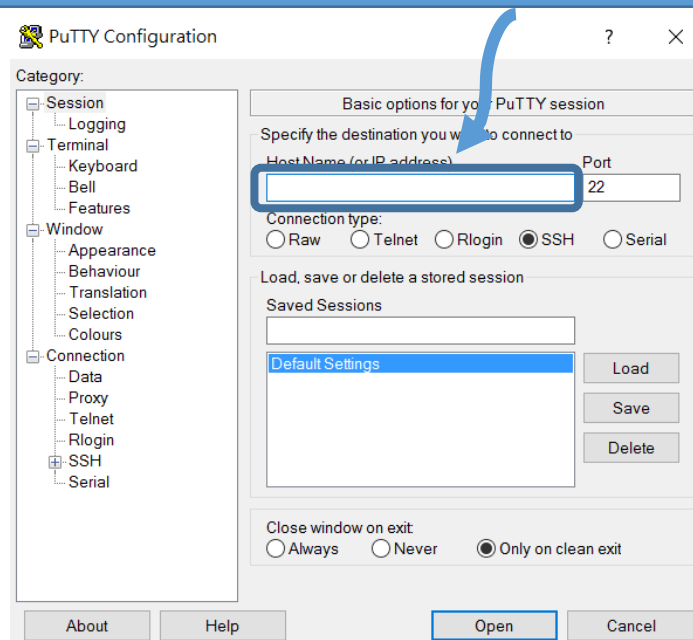 PuTTY Configuration ? ×
Category:
Session
Logging
Terminal
Keyboard
Bell
Features
Window
Appearance
Behaviour
Translation
Selection
Colours
Connection
Data
Proxy
Telnet
Rlogin
SSH
Serial
Basic options for your PuTTY session
Specify the destination you want to connect to
Host Name (or IP address) Port
22
Connection type:
Raw Telnet Rlogin SSH Serial
Load, save or delete a stored session
Saved Sessions
Default Settings
Load
Save
Delete
Close window on exit:
Always Never Only on clean exit
About Help Open Cancel